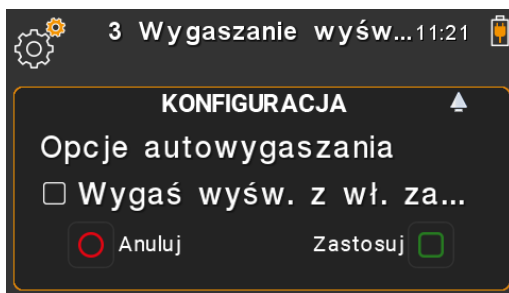 3 Wygaszanie wyśw...11:21
KONFIGURACJA
Opcje autowygaszania
Wygaś wyśw. z wł. za...
Anuluj Zastosuj